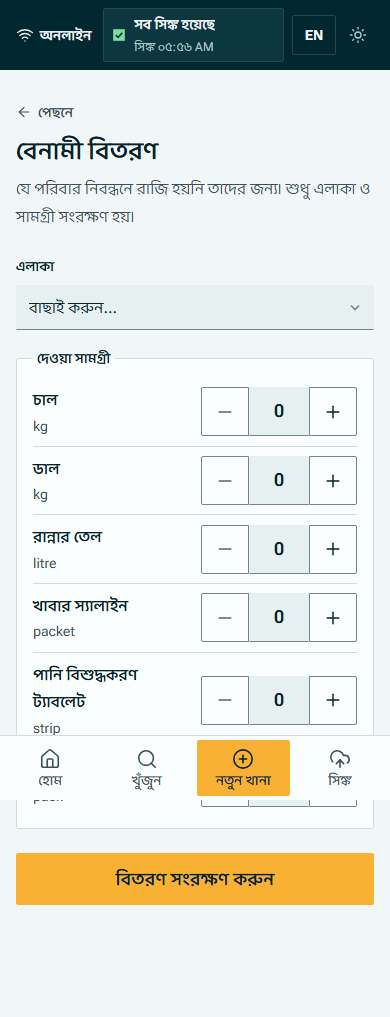 অনলাইন
সব সিঙ্ক হয়েছে
সিঙ্ক ০৫:৫৬ AM
EN
পেছনে
বেনামী বিতরণ
যে পরিবার নিবন্ধনে রাজি হয়নি তাদের জন্য। শুধু এলাকা ও
সামগ্রী সংরক্ষণ হয়।
এলাকা
বাছাই করুন...
দেওয়া সামগ্রী
চাল
kg
0
ডাল
kg
0
রান্নার তেল
litre
0
খাবার স্যালাইন
packet
0
পানি বিশুদ্ধকরণ
ট্যাবলেট
strip
0
হোম
খুঁজুন
নতুন খানা
সিঙ্ক
বিতরণ সংরক্ষণ করুন